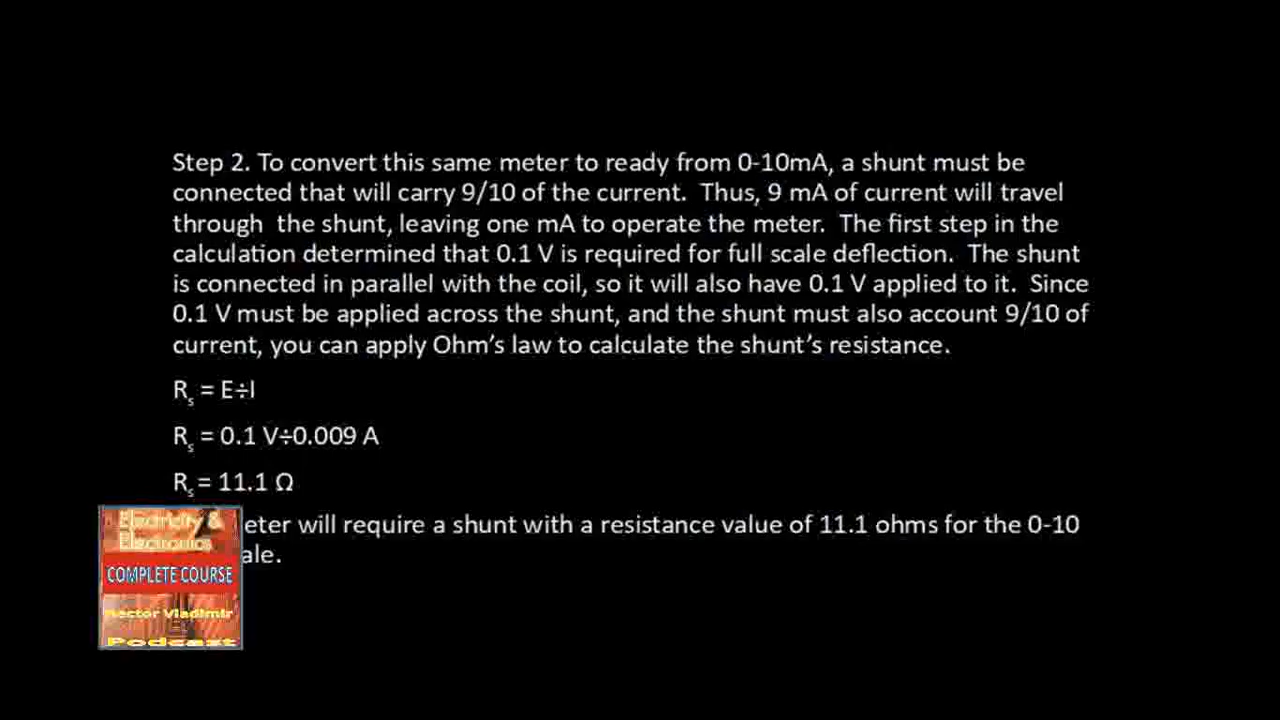 Step 2. To convert this same meter to ready from 0-10mA, a shunt must be
connected that will carry 9/10 of the current. Thus, 9 mA of current will travel
through the shunt, leaving one mA to operate the meter. The first step in the
calculation determined that 0.1 V is required for full scale deflection. The shunt
is connected in parallel with the coil, so it will also have 0.1 V applied to it. Since
0.1 V must be applied across the shunt, and the shunt must also account 9/10 of
current, you can apply Ohm's law to calculate the shunt's resistance.
Rs = E÷I
Rs = 0.1 V÷0.009 A
Rs = 11.1 Ω
eter will require a shunt with a resistance value of 11.1 ohms for the 0-10
ale.
Electricity &
Electronics
COMPLETE COURSE
Hector Vladimir
Podcast